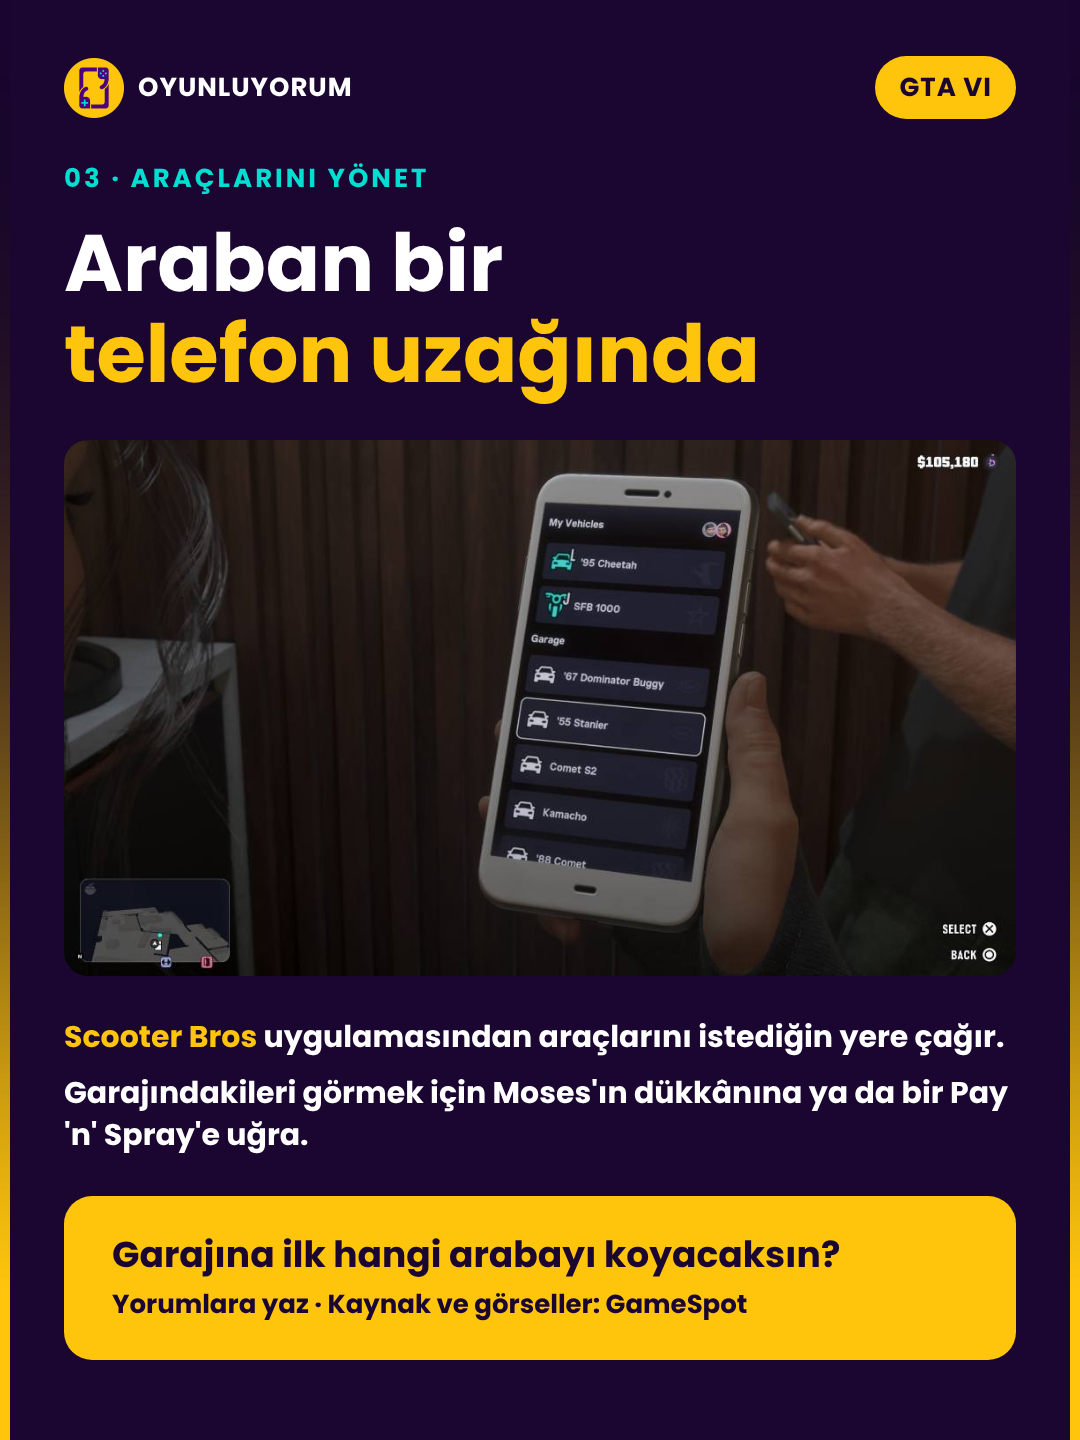 OYUNLUYORUM
GTA VI
03 · ARAÇLARINI YÖNET
Araban bir
telefon uzağında
$105,180
My Vehicles
'95 Cheetah
L
SFB 1000
J
Garage
'67 Dominator Buggy
'55 Stanier
Comet S2
Kamacho
'88 Comet
N
SELECT
BACK
Scooter Bros uygulamasından araçlarını istediğin yere çağır.
Garajındakileri görmek için Moses'ın dükkânına ya da bir Pay
'n' Spray'e uğra.
Garajına ilk hangi arabayı koyacaksın?
Yorumlara yaz · Kaynak ve görseller: GameSpot